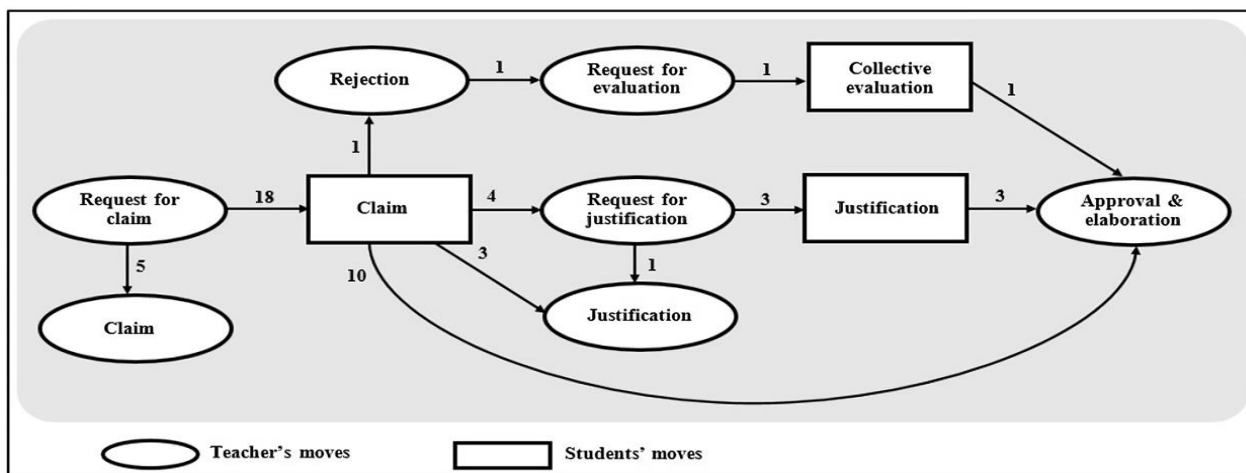 Rejection
1
Request for
evaluation
1
Collective
evaluation
1
1
Request for
claim
18
Claim
4
Request for
justification
3
Justification
3
Approval &
elaboration
5
3
1
10
Claim
Justification
Teacher's moves
Students' moves